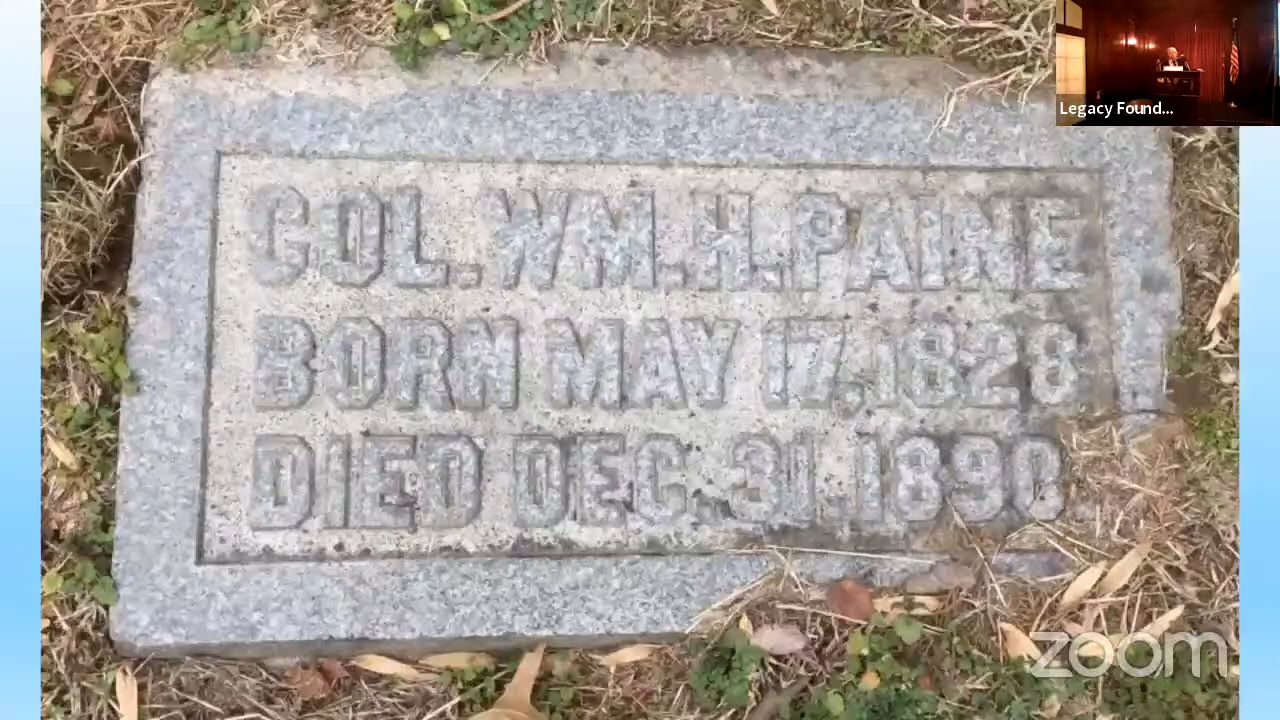 Legacy Found...
COL. WM. H. PAINE
BORN MAY 17, 1828
DIED DEC. 31. 1890
zoom